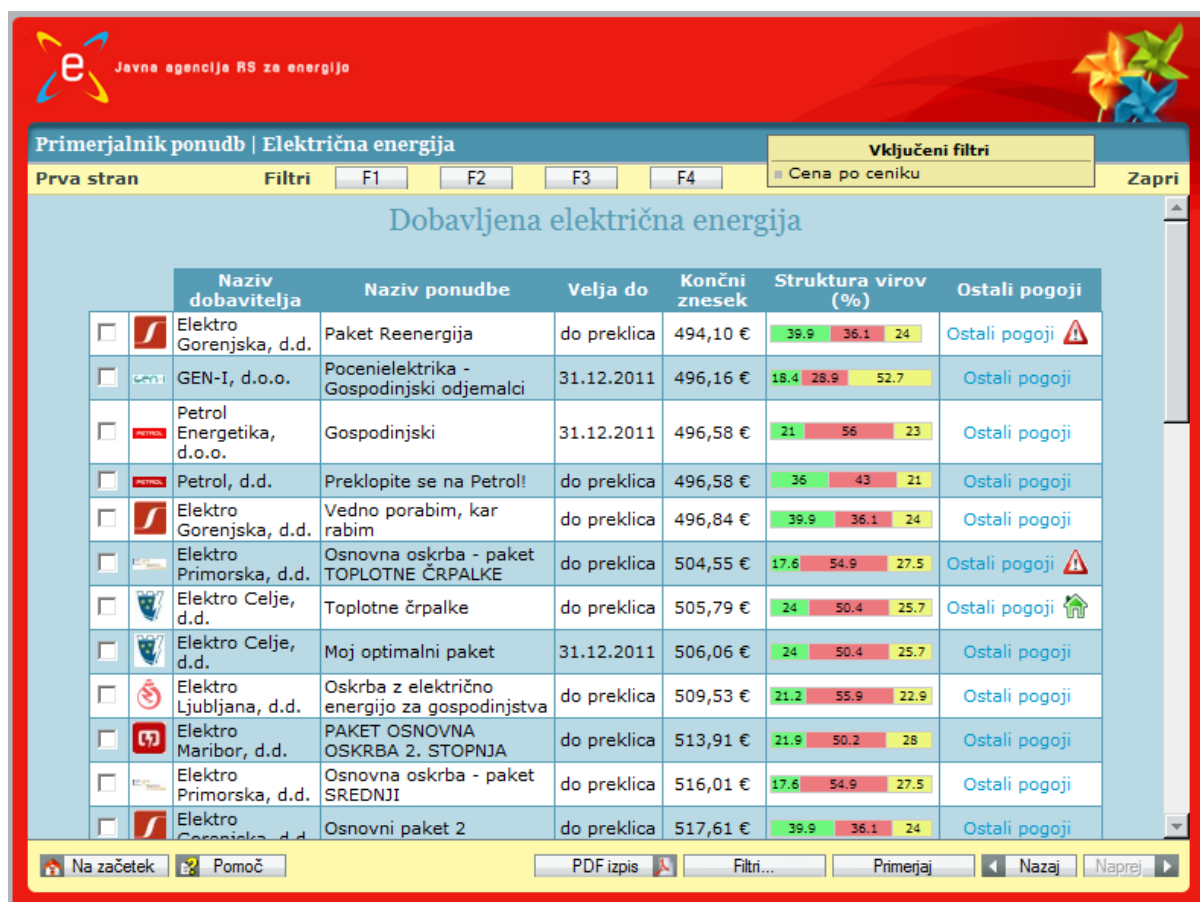 e
Javna agencija RS za energijo
Primerjalnik ponudb | Električna energija
Vključeni filtri
Cena po ceniku
Prva stran Filtri F1 F2 F3 F4 Zapri
Dobavljena električna energija
Naziv dobavitelja Naziv ponudbe Velja do Končni znesek Struktura virov (%) Ostali pogoji
Elektro Gorenjska, d.d. Paket Reenergija do preklica 494,10 € 39.9 36.1 24 Ostali pogoji
GEN-I GEN-I, d.o.o. Pocenielektrika - Gospodinjski odjemalci 31.12.2011 496,16 € 18.4 28.9 52.7 Ostali pogoji
PETROL Petrol Energetika, d.o.o. Gospodinjski 31.12.2011 496,58 € 21 56 23 Ostali pogoji
PETROL Petrol, d.d. Preklopite se na Petrol! do preklica 496,58 € 36 43 21 Ostali pogoji
Elektro Gorenjska, d.d. Vedno porabim, kar rabim do preklica 496,84 € 39.9 36.1 24 Ostali pogoji
Elektro Primorska, d.d. Osnovna oskrba - paket TOPLOTNE ČRPALKE do preklica 504,55 € 17.6 54.9 27.5 Ostali pogoji
Elektro Celje, d.d. Toplotne črpalke do preklica 505,79 € 24 50.4 25.7 Ostali pogoji
Elektro Celje, d.d. Moj optimalni paket 31.12.2011 506,06 € 24 50.4 25.7 Ostali pogoji
Elektro Ljubljana, d.d. Oskrba z električno energijo za gospodinjstva do preklica 509,53 € 21.2 55.9 22.9 Ostali pogoji
Elektro Maribor, d.d. PAKET OSNOVNA OSKRBA 2. STOPNJA do preklica 513,91 € 21.9 50.2 28 Ostali pogoji
Elektro Primorska, d.d. Osnovna oskrba - paket SREDNJI do preklica 516,01 € 17.6 54.9 27.5 Ostali pogoji
Elektro Gorenjska, d.d. Osnovni paket 2 do preklica 517,61 € 39.9 36.1 24 Ostali pogoji
Na začetek Pomoč PDF izpis Filtri... Primerjaj Nazaj Naprej